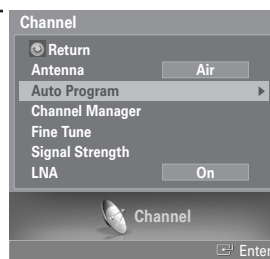 Channel
Return
Antenna Air
Auto Program
Channel Manager
Fine Tune
Signal Strength
LNA On
Channel
Enter